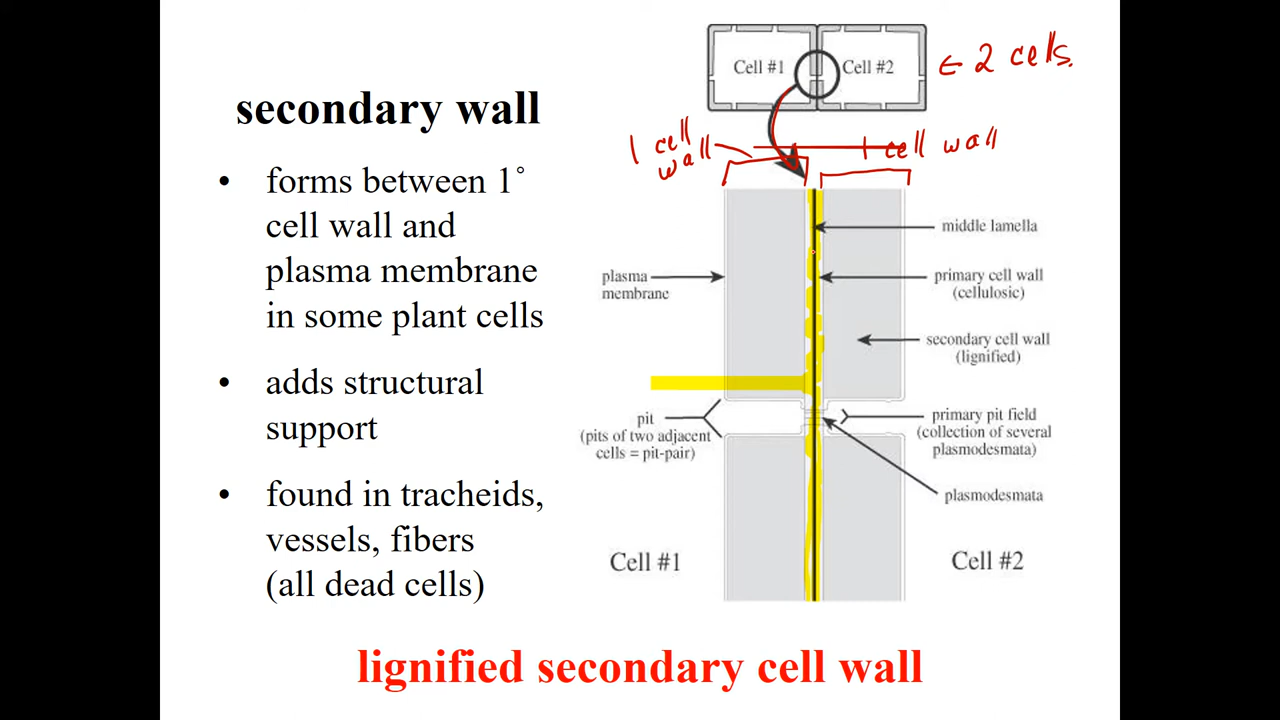 Cell #1
Cell #2
← 2 cells.
secondary wall
1 cell
wall
1 cell wall
• forms between 1°
cell wall and
plasma membrane
in some plant cells
• adds structural
support
• found in tracheids,
vessels, fibers
(all dead cells)
middle lamella
plasma
membrane
primary cell wall
(cellulosic)
secondary cell wall
(lignified)
pit
(pits of two adjacent
cells = pit-pair)
primary pit field
(collection of several
plasmodesmata)
plasmodesmata
Cell #1
Cell #2
lignified secondary cell wall